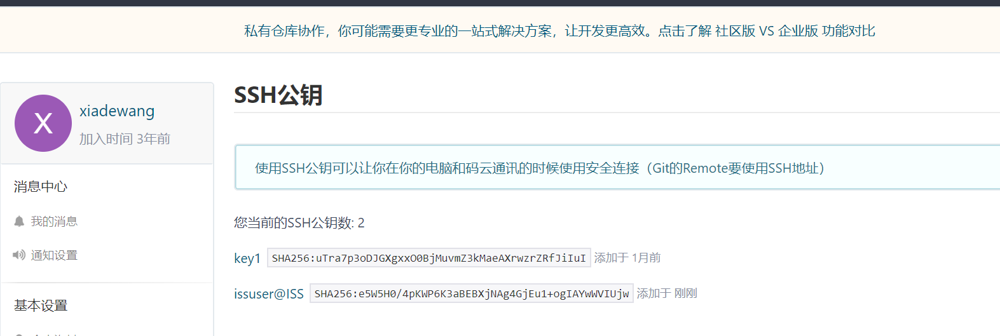 私有仓库协作，你可能需要更专业的一站式解决方案，让开发更高效。点击了解 社区版 VS 企业版 功能对比
X
xiadewang
加入时间 3年前
消息中心
我的消息
通知设置
基本设置
SSH公钥
使用SSH公钥可以让你在你的电脑和码云通讯的时候使用安全连接（Git的Remote要使用SSH地址）
您当前的SSH公钥数: 2
key1 SHA256:uTra7p3oDJGXgxxO0BjMuvmZ3kMaeAXrwzrZRfJiIuI 添加于 1月前
issuser@ISS SHA256:e5W5H0/4pKWP6K3aBEBXjNAg4GjEu1+ogIAYwWVIUjw 添加于 刚刚